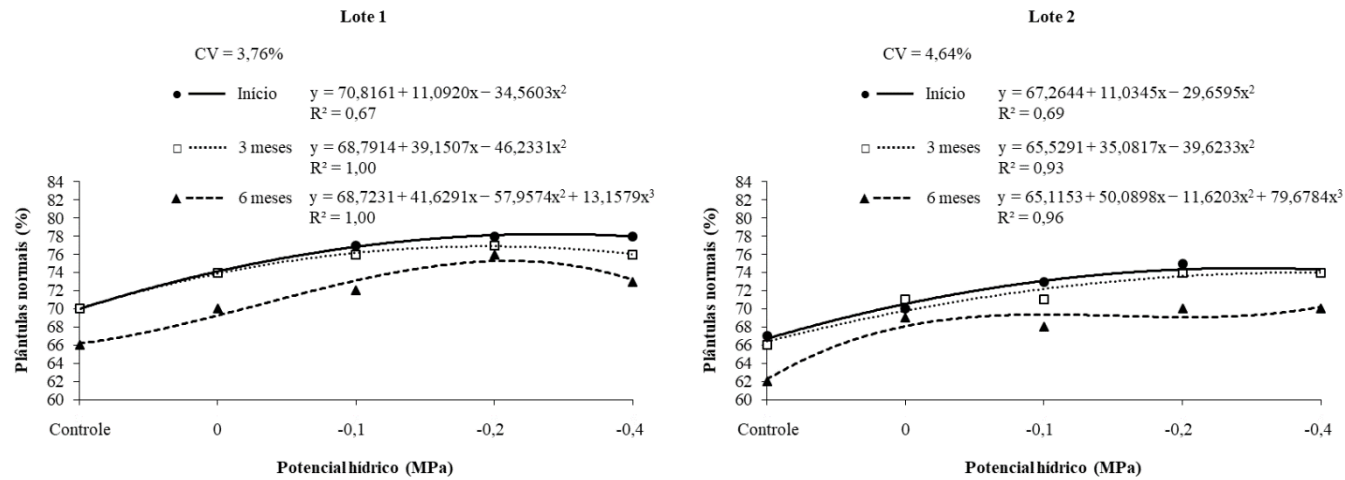 Lote 1
CV = 3,76%
Início y = 70,8161 + 11,0920x − 34,5603x²
R² = 0,67
3 meses y = 68,7914 + 39,1507x − 46,2331x²
R² = 1,00
6 meses y = 68,7231 + 41,6291x − 57,9574x² + 13,1579x³
R² = 1,00
84
82
80
78
76
74
72
70
68
66
64
62
60
Plântulas normais (%)
Controle 0 -0,1 -0,2 -0,4
Potencial hídrico (MPa)
Lote 2
CV = 4,64%
Início y = 67,2644 + 11,0345x − 29,6595x²
R² = 0,69
3 meses y = 65,5291 + 35,0817x − 39,6233x²
R² = 0,93
6 meses y = 65,1153 + 50,0898x − 11,6203x² + 79,6784x³
R² = 0,96
84
82
80
78
76
74
72
70
68
66
64
62
60
Plântulas normais (%)
Controle 0 -0,1 -0,2 -0,4
Potencial hídrico (MPa)